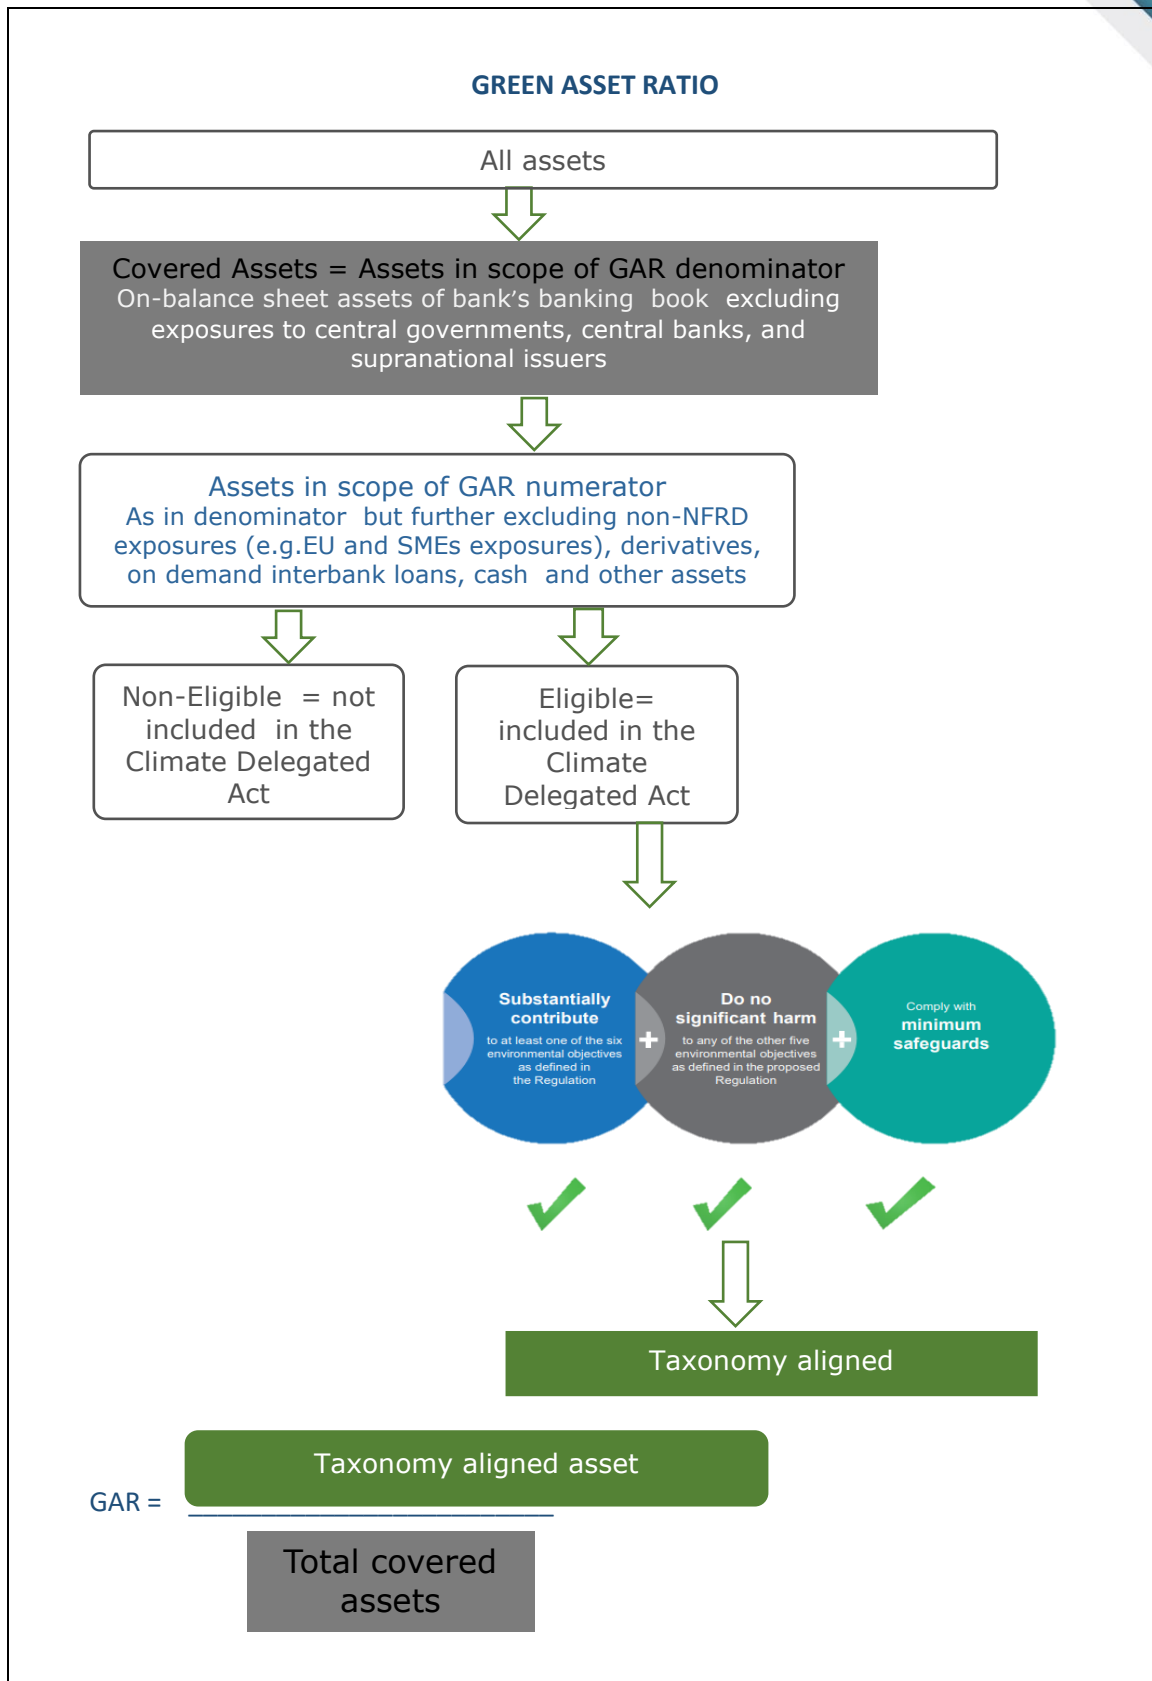 GREEN ASSET RATIO
All assets
Covered Assets = Assets in scope of GAR denominator
On-balance sheet assets of bank's banking book excluding
exposures to central governments, central banks, and
supranational issuers
Assets in scope of GAR numerator
As in denominator but further excluding non-NFRD
exposures (e.g.EU and SMEs exposures), derivatives,
on demand interbank loans, cash and other assets
Non-Eligible = not
included in the
Climate Delegated
Act
Eligible=
included in the
Climate
Delegated Act
Substantially
contribute
to at least one of the six
environmental objectives
as defined in
the Regulation
+
Do no
significant harm
to any of the other five
environmental objectives
as defined in the proposed
Regulation
+
Comply with
minimum
safeguards
Taxonomy aligned
Taxonomy aligned asset
GAR =
Total covered
assets